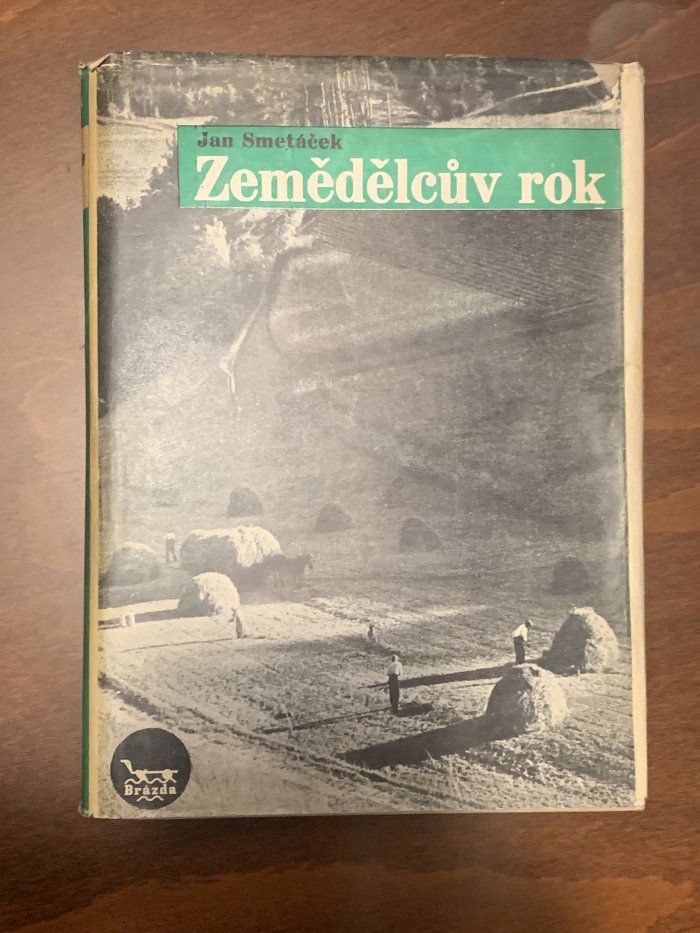 Jan Smetáček
Zemědělcův rok
Brázda